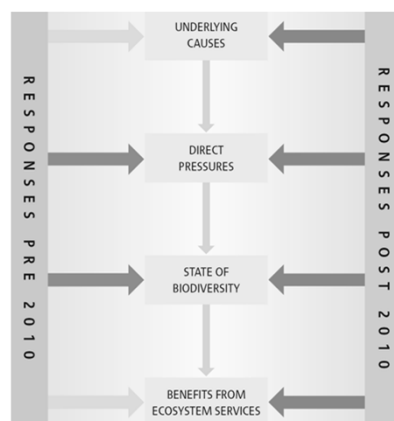 RESPONSES PRE 2010
UNDERLYING
CAUSES
DIRECT
PRESSURES
STATE OF
BIODIVERSITY
BENEFITS FROM
ECOSYSTEM SERVICES
RESPONSES POST 2010